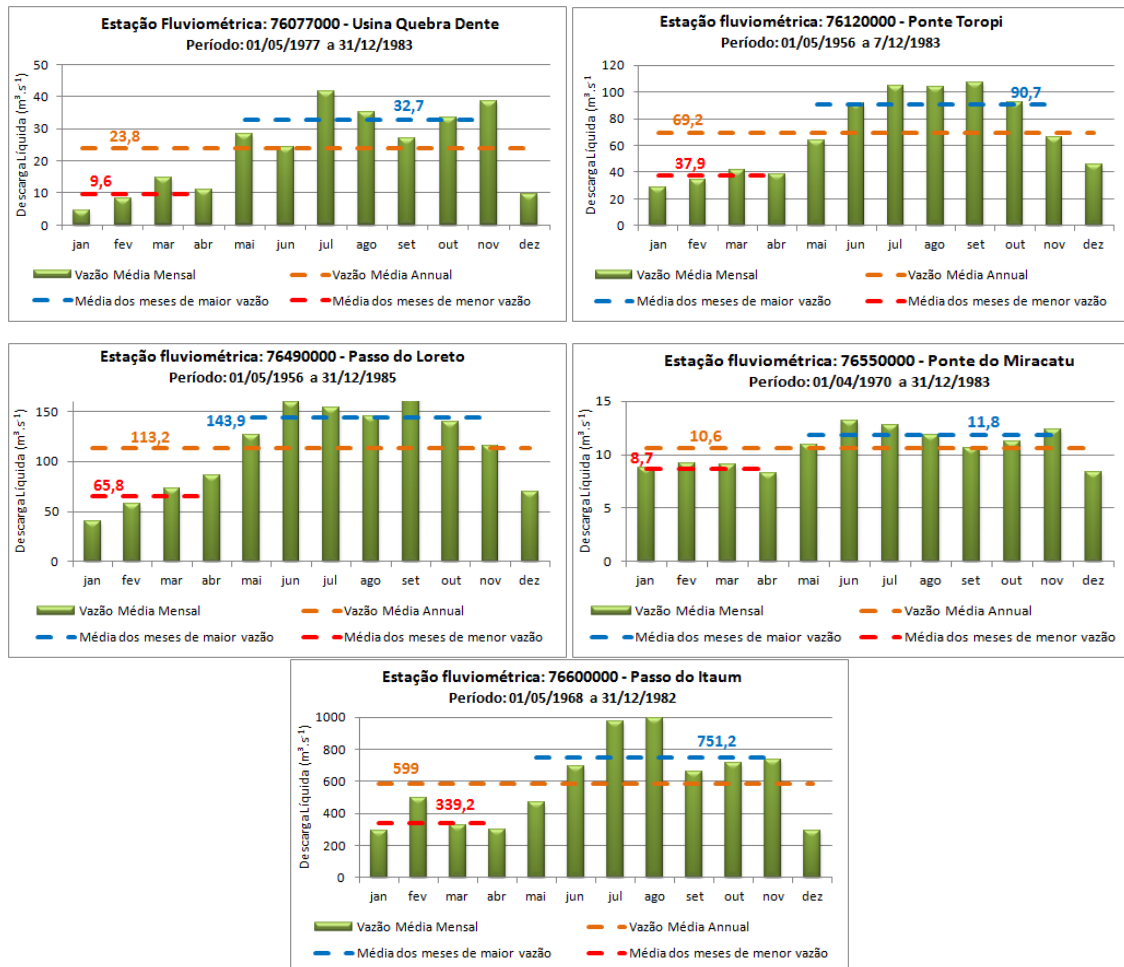 Estação Fluviométrica: 76077000 - Usina Quebra Dente
Período: 01/05/1977 a 31/12/1983
Descarga Líquida (m³.s⁻¹)
50
40
30
20
10
0
32,7
23,8
9,6
jan fev mar abr mai jun jul ago set out nov dez
Vazão Média Mensal
Vazão Média Annual
Média dos meses de maior vazão
Média dos meses de menor vazão
Estação fluviométrica: 76120000 - Ponte Toropi
Período: 01/05/1956 a 7/12/1983
Descarga Líquida (m³.s⁻¹)
120
100
80
60
40
20
0
90,7
69,2
37,9
jan fev mar abr mai jun jul ago set out nov dez
Vazão Média Mensal
Vazão Média Annual
Média dos meses de maior vazão
Média dos meses de menor vazão
Estação fluviométrica: 76490000 - Passo do Loreto
Período: 01/05/1956 a 31/12/1985
Descarga Líquida (m³.s⁻¹)
150
100
50
0
143,9
113,2
65,8
jan fev mar abr mai jun jul ago set out nov dez
Vazão Média Mensal
Vazão Média Annual
Média dos meses de maior vazão
Média dos meses de menor vazão
Estação fluviométrica: 76550000 - Ponte do Miracatu
Período: 01/04/1970 a 31/12/1983
Descarga Líquida (m³.s⁻¹)
15
10
5
0
11,8
10,6
8,7
jan fev mar abr mai jun jul ago set out nov dez
Vazão Média Mensal
Vazão Média Annual
Média dos meses de maior vazão
Média dos meses de menor vazão
Estação fluviométrica: 76600000 - Passo do Itaum
Período: 01/05/1968 a 31/12/1982
Descarga Líquida (m³.s⁻¹)
1000
800
600
400
200
0
751,2
599
339,2
jan fev mar abr mai jun jul ago set out nov dez
Vazão Média Mensal
Vazão Média Annual
Média dos meses de maior vazão
Média dos meses de menor vazão